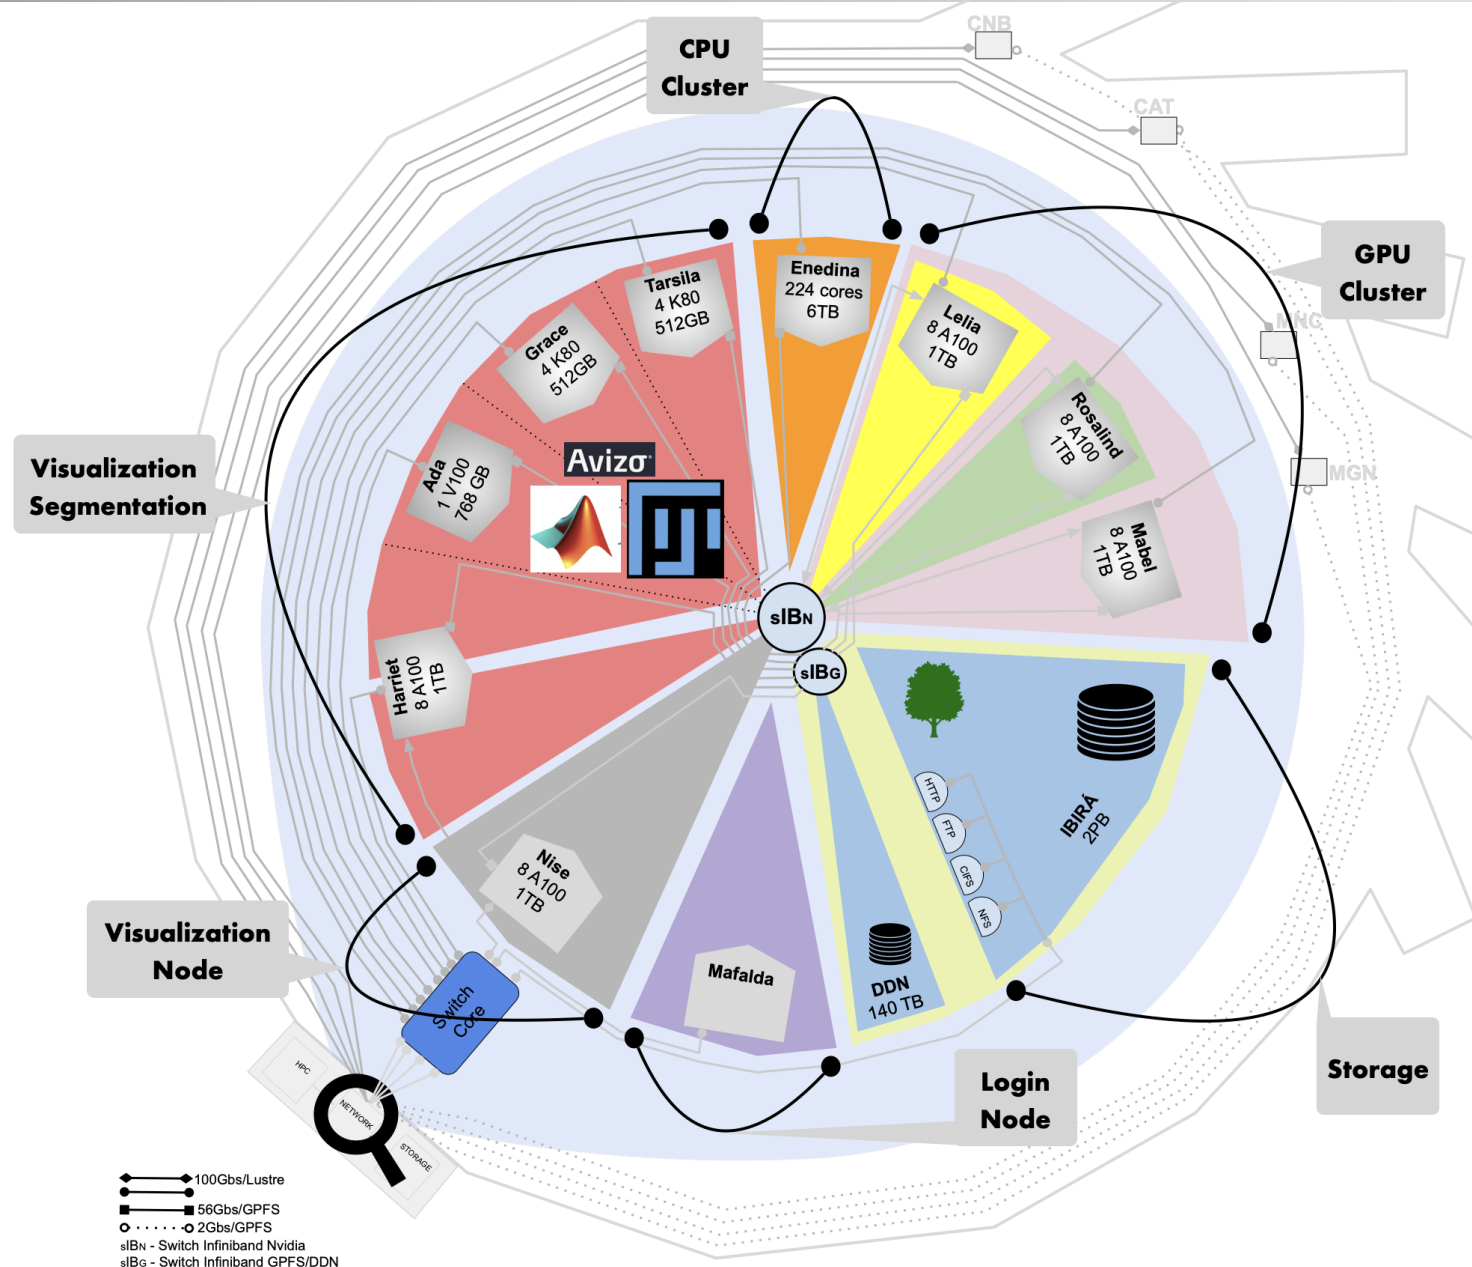 CNB
CPU
Cluster
CAT
GPU
Cluster
MHG
MGN
Tarsila
4 K80
512GB
Enedina
224 cores
6TB
Lelia
8 A100
1TB
Grace
4 K80
512GB
Rosalind
8 A100
1TB
Ada
1 V100
768 GB
Avizo
Visualization
Segmentation
Mabel
8 A100
1TB
sIBN
sIBG
Harriet
8 A100
1TB
HTTP
FTP
CIFS
NFS
IBIRÁ
2PB
Nise
8 A100
1TB
Visualization
Node
Mafalda
DDN
140 TB
Switch
Core
Login
Node
Storage
HPC
NETWORK
STORAGE
100Gbs/Lustre
56Gbs/GPFS
2Gbs/GPFS
sIBN - Switch Infiniband Nvidia
sIBG - Switch Infiniband GPFS/DDN